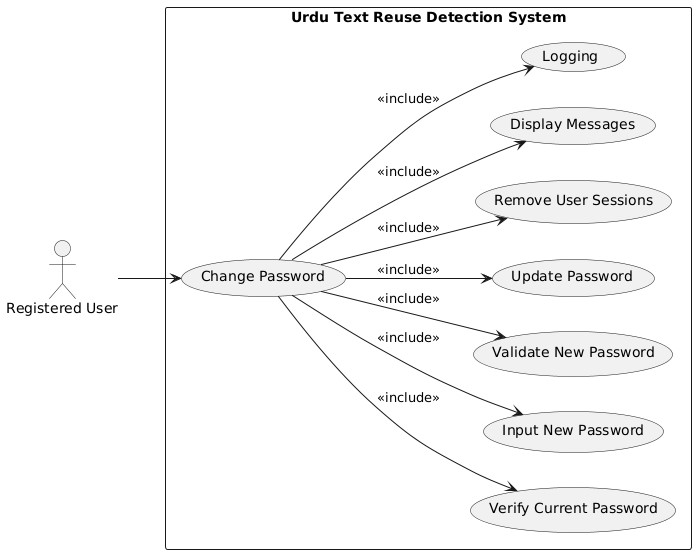 Urdu Text Reuse Detection System
Logging
«include»
Display Messages
«include»
Remove User Sessions
«include»
Registered User
Change Password
«include»
Update Password
«include»
Validate New Password
«include»
Input New Password
«include»
Verify Current Password